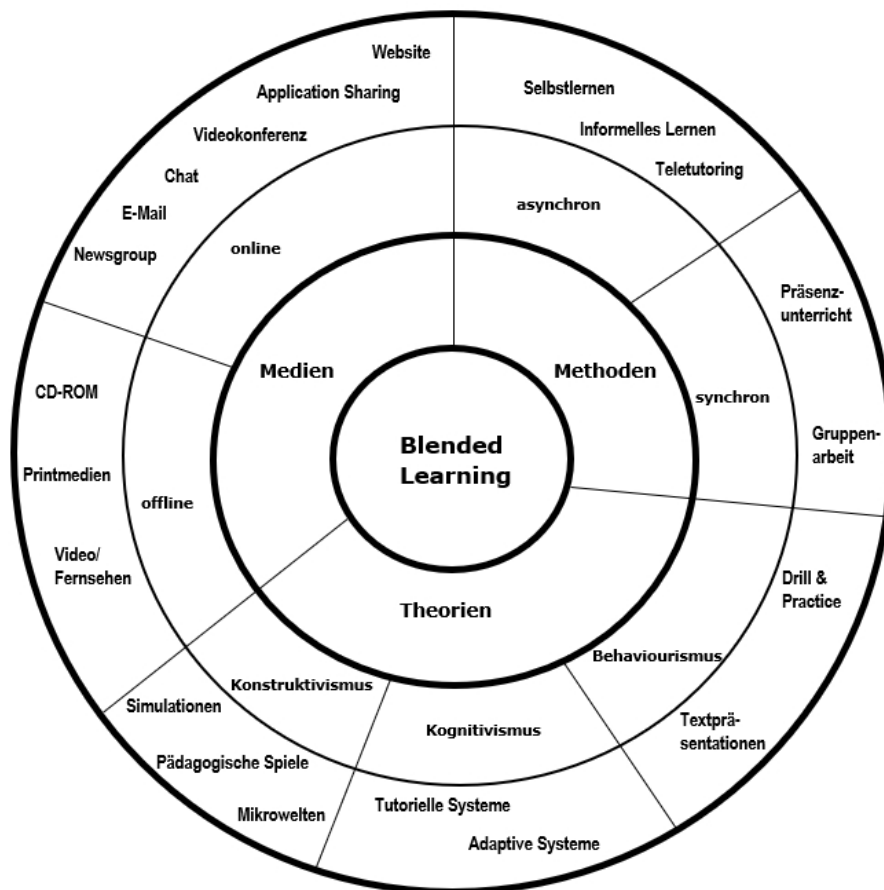 Website
Application Sharing
Videokonferenz
Chat
E-Mail
Newsgroup
online
Selbstlernen
Informelles Lernen
Teletutoring
asynchron
Präsenz-
unterricht
Gruppen-
arbeit
synchron
Medien
Methoden
Blended
Learning
Theorien
CD-ROM
Printmedien
Video/
Fernsehen
offline
Drill &
Practice
Textprä-
sentationen
Behaviourismus
Konstruktivismus
Kognitivismus
Simulationen
Pädagogische Spiele
Mikrowelten
Tutorielle Systeme
Adaptive Systeme